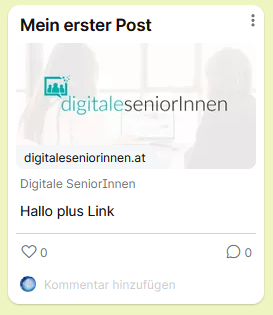 Mein erster Post
digitaleseniorInnen
digitaleseniorinnen.at
Digitale SeniorInnen
Hallo plus Link
0 0
Kommentar hinzufügen